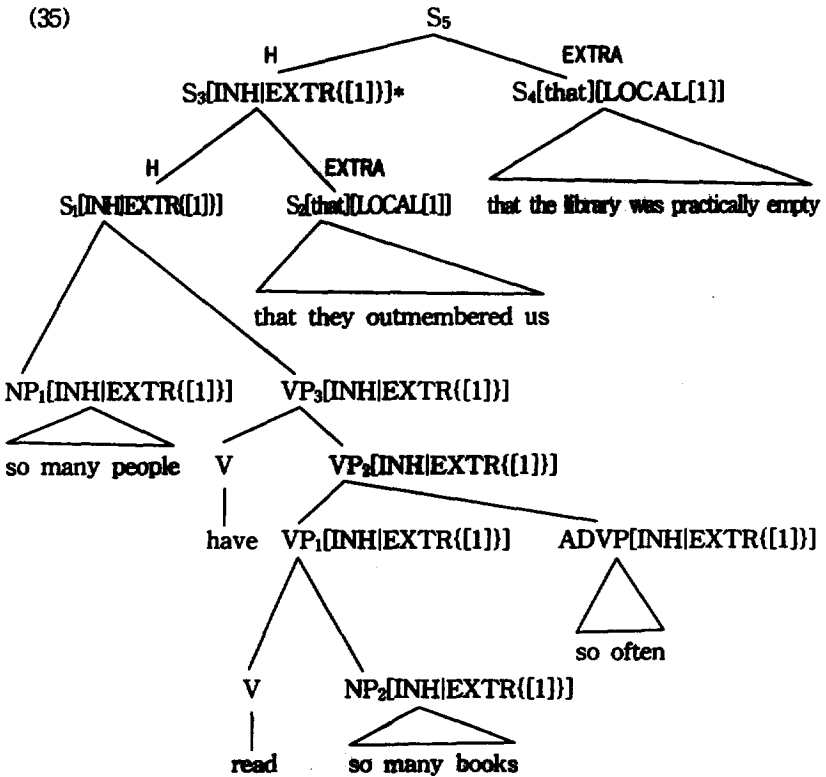 (35) S₅
H EXTRA
S₃[INH|EXTR{[1]}]* S₄[that][LOCAL[1]]
H EXTRA
S₁[INH|EXTR{[1]}] S₂[that][LOCAL[1]] that the library was practically empty
that they outmembered us
NP₁[INH|EXTR{[1]}] VP₃[INH|EXTR{[1]}]
so many people V VP₂[INH|EXTR{[1]}]
have VP₁[INH|EXTR{[1]}] ADVP[INH|EXTR{[1]}]
so often
V NP₂[INH|EXTR{[1]}]
read so many books